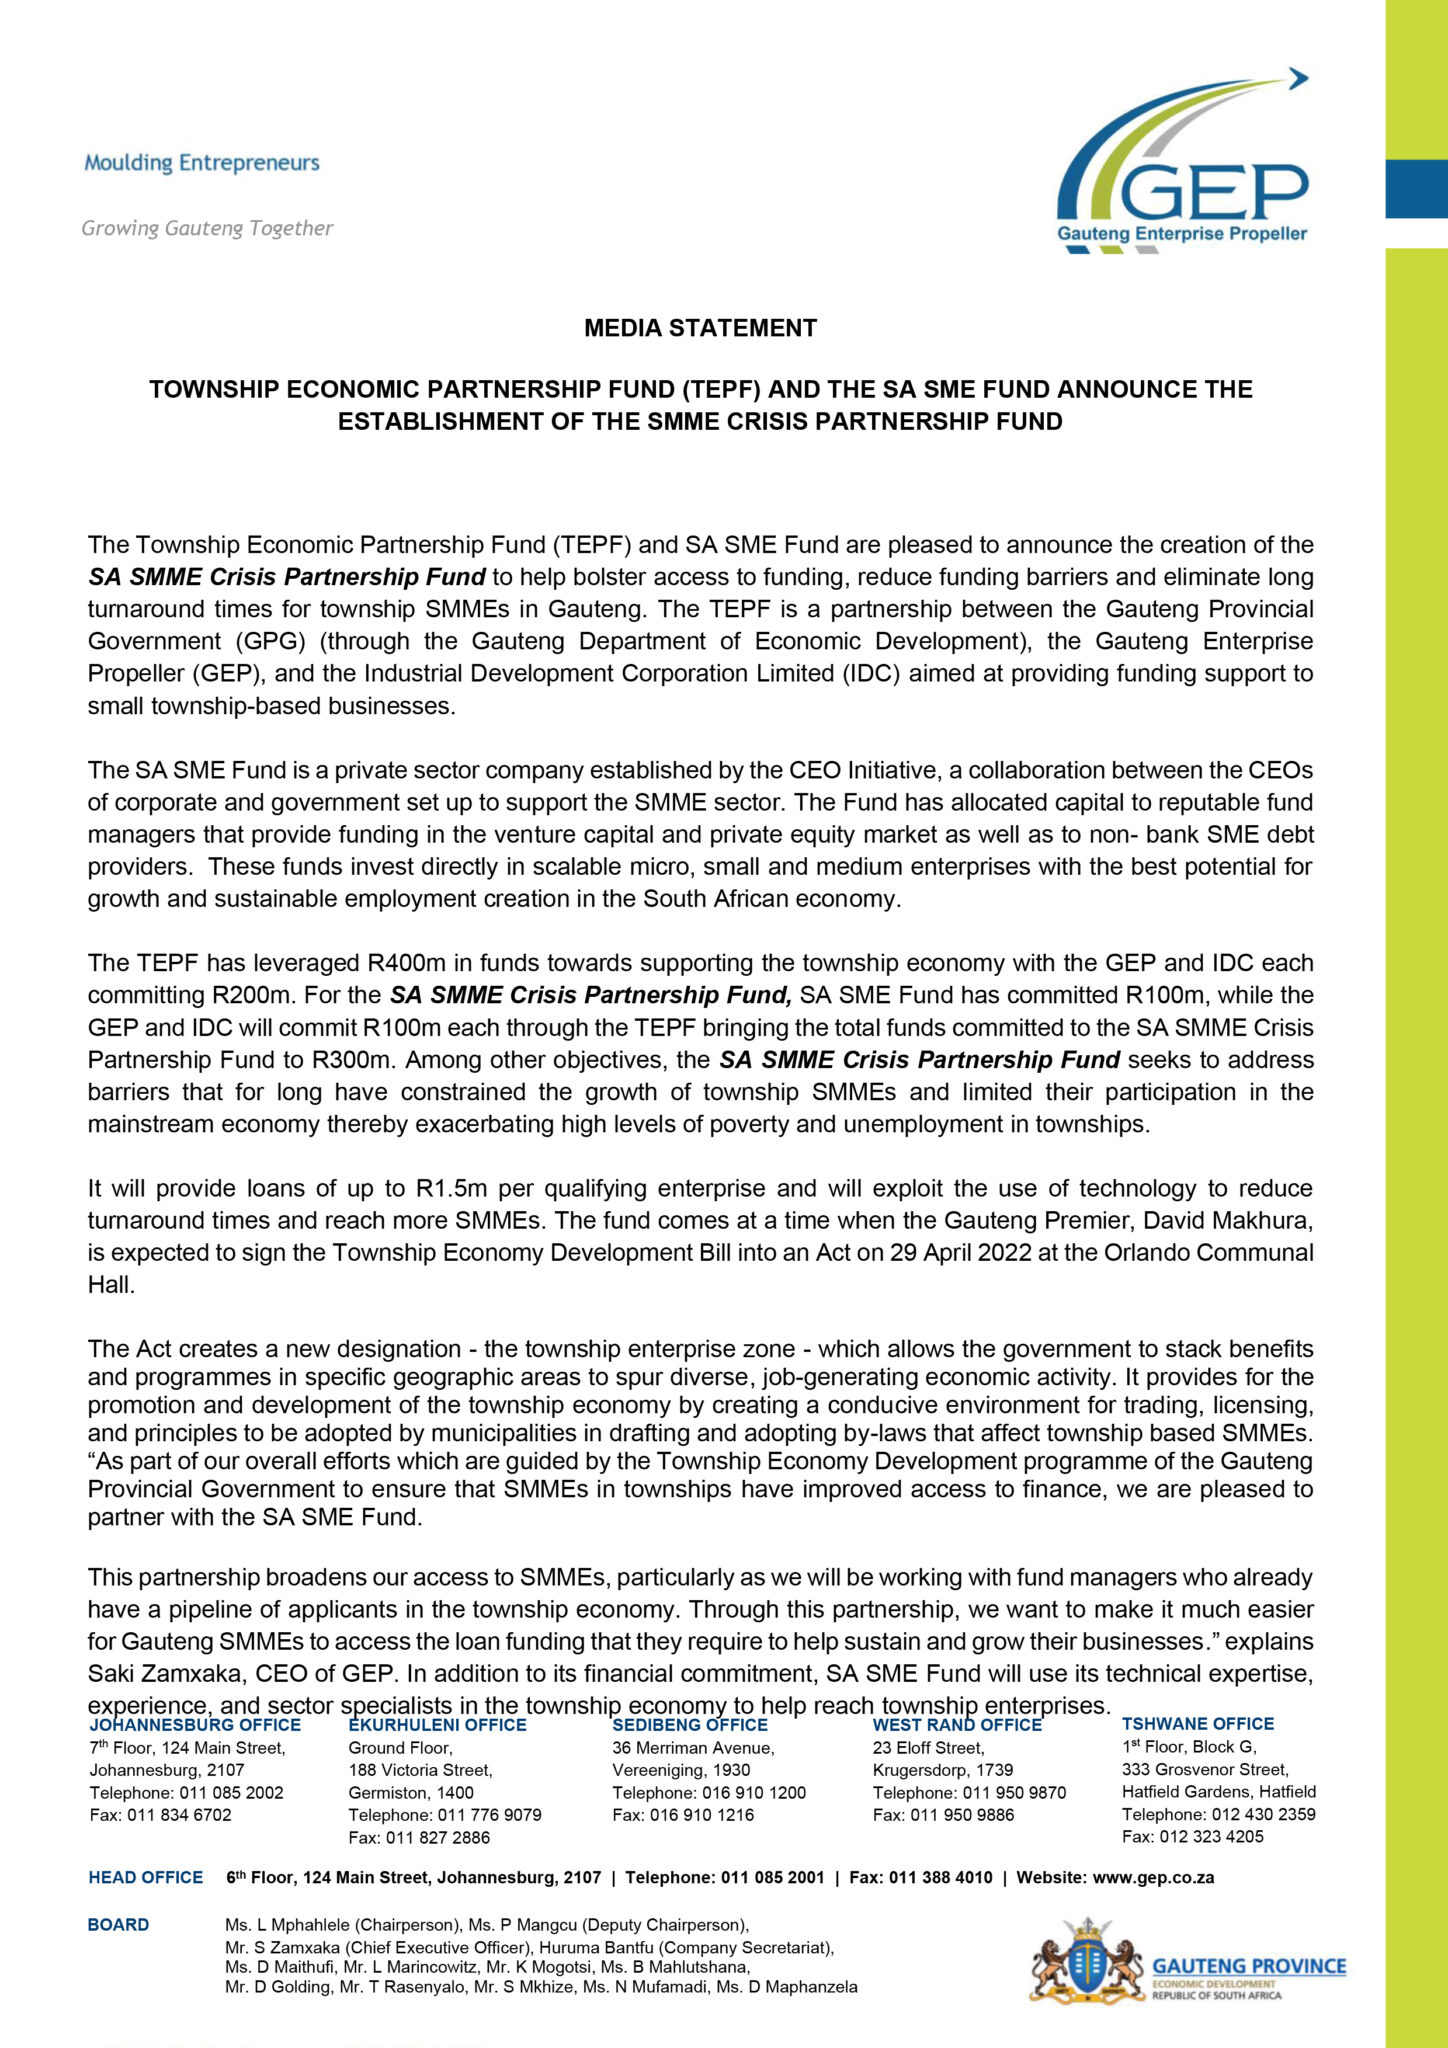 Moulding Entrepreneurs
Growing Gauteng Together
GEP
Gauteng Enterprise Propeller
MEDIA STATEMENT
TOWNSHIP ECONOMIC PARTNERSHIP FUND (TEPF) AND THE SA SME FUND ANNOUNCE THE
ESTABLISHMENT OF THE SMME CRISIS PARTNERSHIP FUND
The Township Economic Partnership Fund (TEPF) and SA SME Fund are pleased to announce the creation of the
SA SMME Crisis Partnership Fund to help bolster access to funding, reduce funding barriers and eliminate long
turnaround times for township SMMEs in Gauteng. The TEPF is a partnership between the Gauteng Provincial
Government (GPG) (through the Gauteng Department of Economic Development), the Gauteng Enterprise
Propeller (GEP), and the Industrial Development Corporation Limited (IDC) aimed at providing funding support to
small township-based businesses.
The SA SME Fund is a private sector company established by the CEO Initiative, a collaboration between the CEOs
of corporate and government set up to support the SMME sector. The Fund has allocated capital to reputable fund
managers that provide funding in the venture capital and private equity market as well as to non- bank SME debt
providers. These funds invest directly in scalable micro, small and medium enterprises with the best potential for
growth and sustainable employment creation in the South African economy.
The TEPF has leveraged R400m in funds towards supporting the township economy with the GEP and IDC each
committing R200m. For the SA SMME Crisis Partnership Fund, SA SME Fund has committed R100m, while the
GEP and IDC will commit R100m each through the TEPF bringing the total funds committed to the SA SMME Crisis
Partnership Fund to R300m. Among other objectives, the SA SMME Crisis Partnership Fund seeks to address
barriers that for long have constrained the growth of township SMMEs and limited their participation in the
mainstream economy thereby exacerbating high levels of poverty and unemployment in townships.
It will provide loans of up to R1.5m per qualifying enterprise and will exploit the use of technology to reduce
turnaround times and reach more SMMEs. The fund comes at a time when the Gauteng Premier, David Makhura,
is expected to sign the Township Economy Development Bill into an Act on 29 April 2022 at the Orlando Communal
Hall.
The Act creates a new designation - the township enterprise zone - which allows the government to stack benefits
and programmes in specific geographic areas to spur diverse, job-generating economic activity. It provides for the
promotion and development of the township economy by creating a conducive environment for trading, licensing,
and principles to be adopted by municipalities in drafting and adopting by-laws that affect township based SMMEs.
“As part of our overall efforts which are guided by the Township Economy Development programme of the Gauteng
Provincial Government to ensure that SMMEs in townships have improved access to finance, we are pleased to
partner with the SA SME Fund.
This partnership broadens our access to SMMEs, particularly as we will be working with fund managers who already
have a pipeline of applicants in the township economy. Through this partnership, we want to make it much easier
for Gauteng SMMEs to access the loan funding that they require to help sustain and grow their businesses.” explains
Saki Zamxaka, CEO of GEP. In addition to its financial commitment, SA SME Fund will use its technical expertise,
experience, and sector specialists in the township economy to help reach township enterprises.
JOHANNESBURG OFFICE
7th Floor, 124 Main Street,
Johannesburg, 2107
Telephone: 011 085 2002
Fax: 011 834 6702
EKURHULENI OFFICE
Ground Floor,
188 Victoria Street,
Germiston, 1400
Telephone: 011 776 9079
Fax: 011 827 2886
SEDIBENG OFFICE
36 Merriman Avenue,
Vereeniging, 1930
Telephone: 016 910 1200
Fax: 016 910 1216
WEST RAND OFFICE
23 Eloff Street,
Krugersdorp, 1739
Telephone: 011 950 9870
Fax: 011 950 9886
TSHWANE OFFICE
1st Floor, Block G,
333 Grosvenor Street,
Hatfield Gardens, Hatfield
Telephone: 012 430 2359
Fax: 012 323 4205
HEAD OFFICE 6th Floor, 124 Main Street, Johannesburg, 2107 | Telephone: 011 085 2001 | Fax: 011 388 4010 | Website: www.gep.co.za
BOARD Ms. L Mphahlele (Chairperson), Ms. P Mangcu (Deputy Chairperson),
Mr. S Zamxaka (Chief Executive Officer), Huruma Bantfu (Company Secretariat),
Ms. D Maithufi, Mr. L Marincowitz, Mr. K Mogotsi, Ms. B Mahlutshana,
Mr. D Golding, Mr. T Rasenyalo, Mr. S Mkhize, Ms. N Mufamadi, Ms. D Maphanzela
GAUTENG PROVINCE
ECONOMIC DEVELOPMENT
REPUBLIC OF SOUTH AFRICA